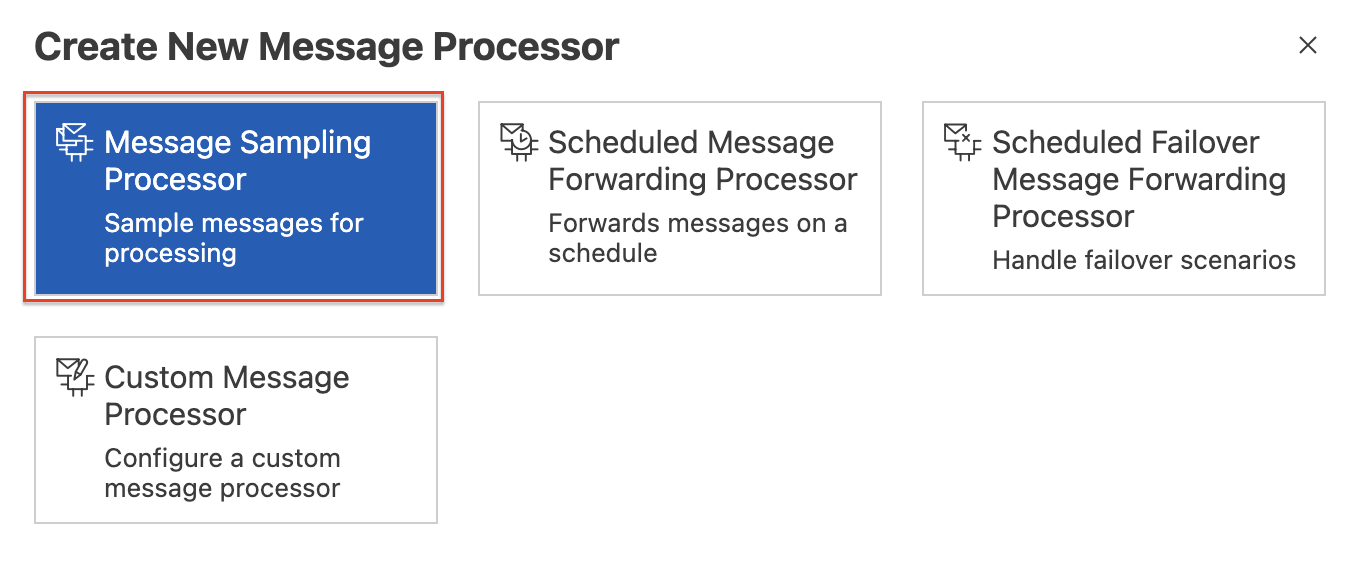 Create New Message Processor
Message Sampling
Processor
Sample messages for
processing
Scheduled Message
Forwarding Processor
Forwards messages on a
schedule
Scheduled Failover
Message Forwarding
Processor
Handle failover scenarios
Custom Message
Processor
Configure a custom
message processor